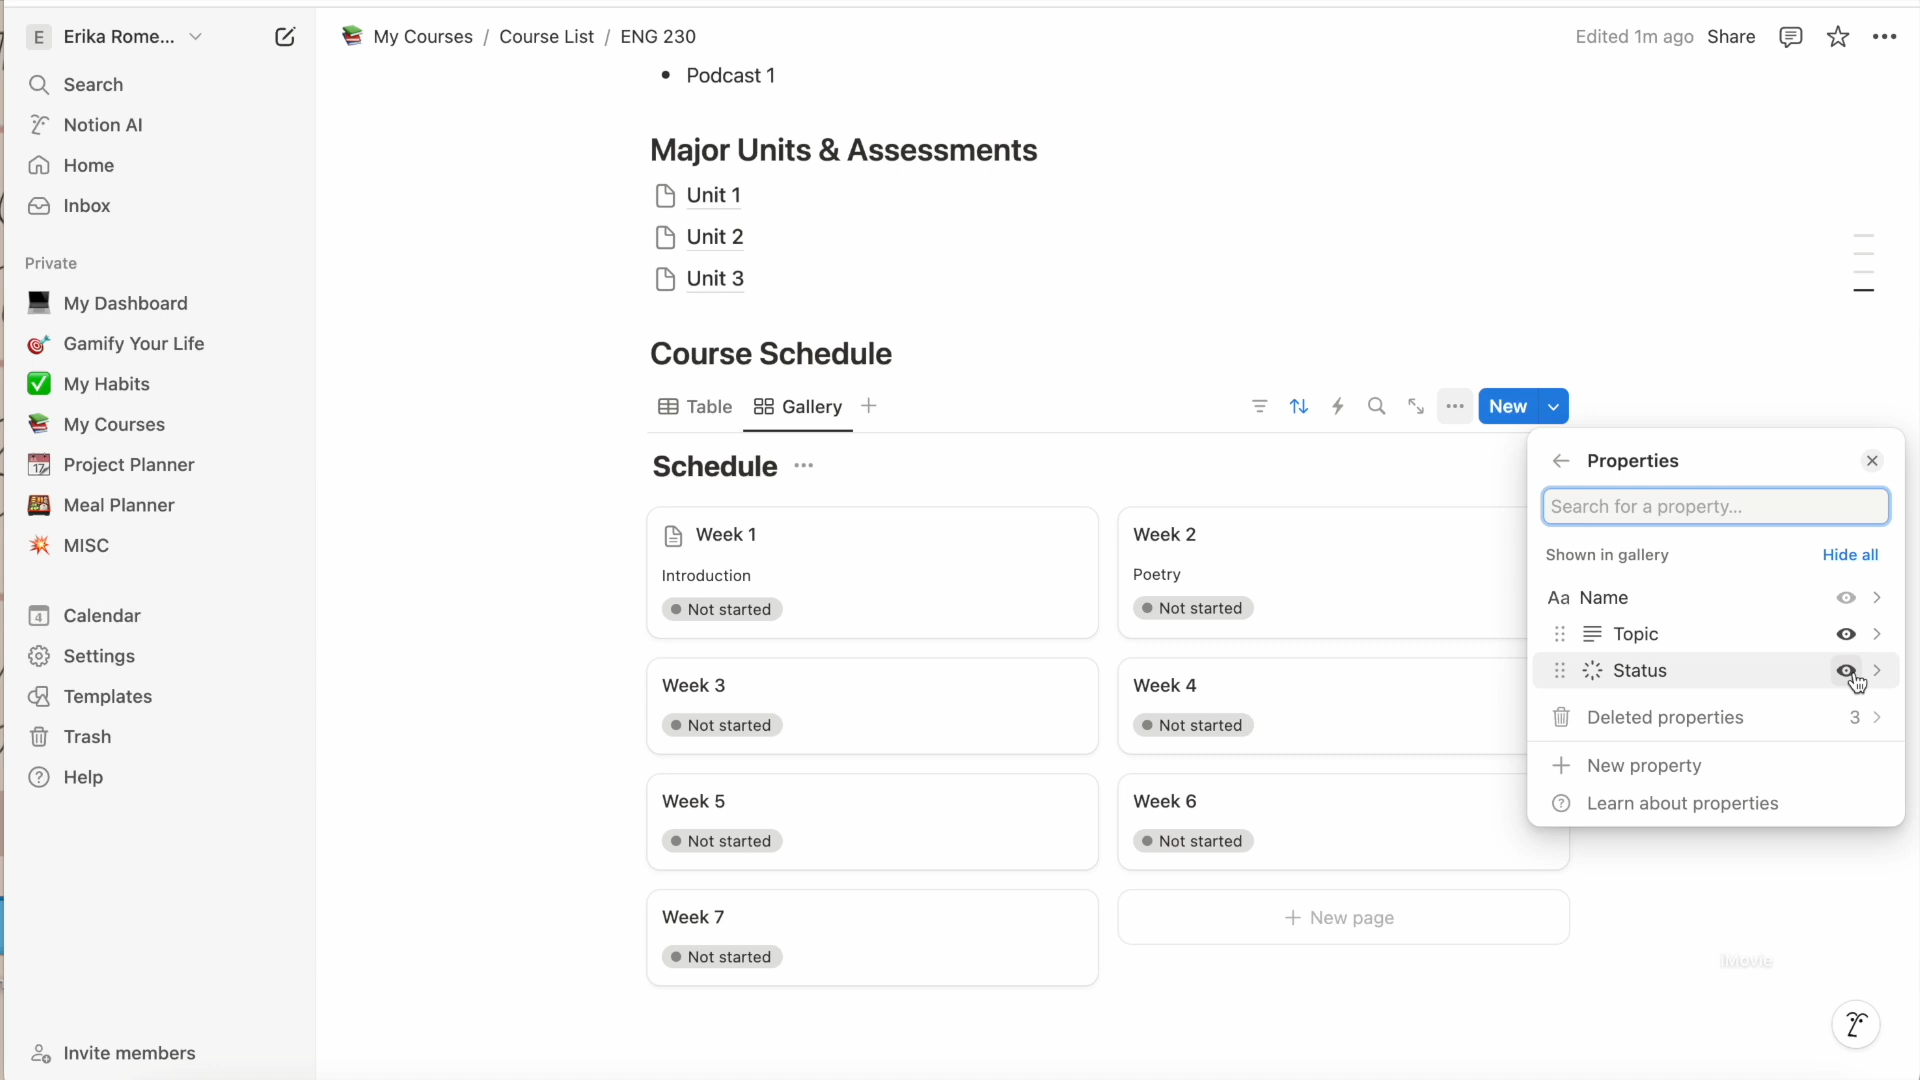 E Erika Rome...
Search
Notion AI
Home
Inbox
Private
My Dashboard
Gamify Your Life
My Habits
My Courses
17 Project Planner
Meal Planner
MISC
4 Calendar
Settings
Templates
Trash
Help
Invite members
My Courses / Course List / ENG 230
Edited 1m ago Share
• Podcast 1
Major Units & Assessments
Unit 1
Unit 2
Unit 3
Course Schedule
Table Gallery
New
Schedule
Week 1
Introduction
Not started
Week 2
Poetry
Not started
Week 3
Not started
Week 4
Not started
Week 5
Not started
Week 6
Not started
Week 7
Not started
+ New page
Properties
Search for a property...
Shown in gallery Hide all
Aa Name
Topic
Status
Deleted properties 3
New property
Learn about properties
iMovie